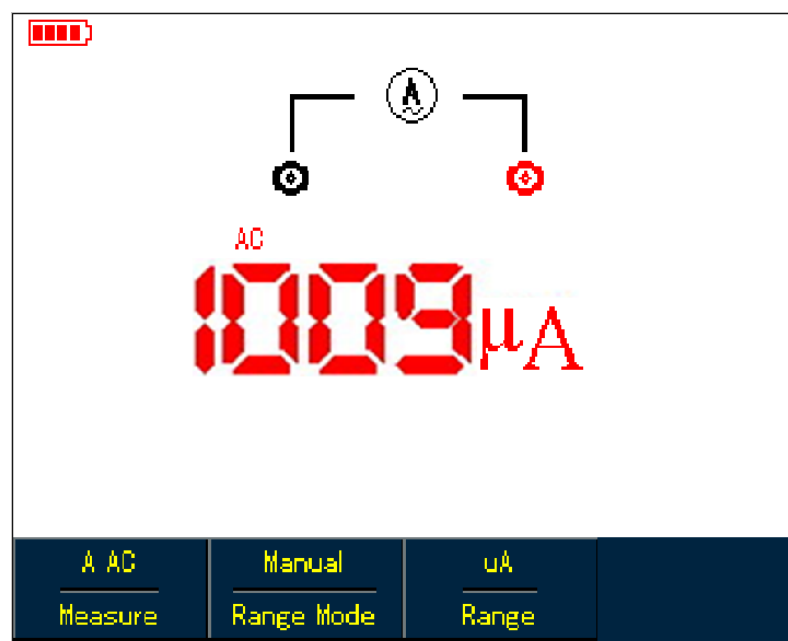 A
AC
1009μA
A AC Manual uA
Measure Range Mode Range